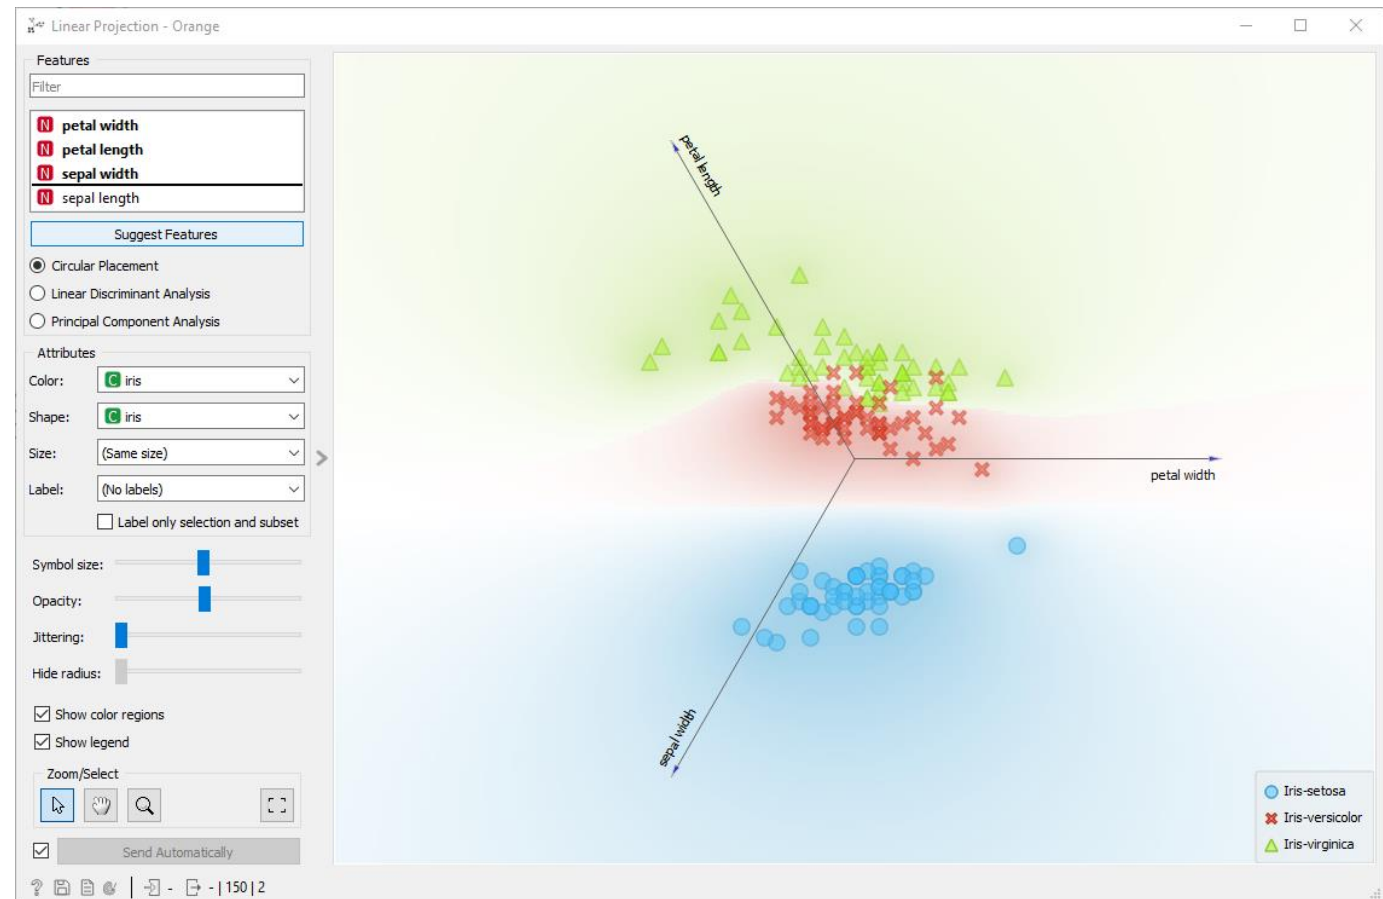 Linear Projection - Orange
Features
Filter
N petal width
N petal length
N sepal width
N sepal length
Suggest Features
Circular Placement
Linear Discriminant Analysis
Principal Component Analysis
Attributes
Color: C iris
Shape: C iris
Size: (Same size)
Label: (No labels)
Label only selection and subset
Symbol size:
Opacity:
Jittering:
Hide radius:
Show color regions
Show legend
Zoom/Select
Send Automatically
? - - | 150 | 2
petal length
petal width
sepal width
Iris-setosa
Iris-versicolor
Iris-virginica